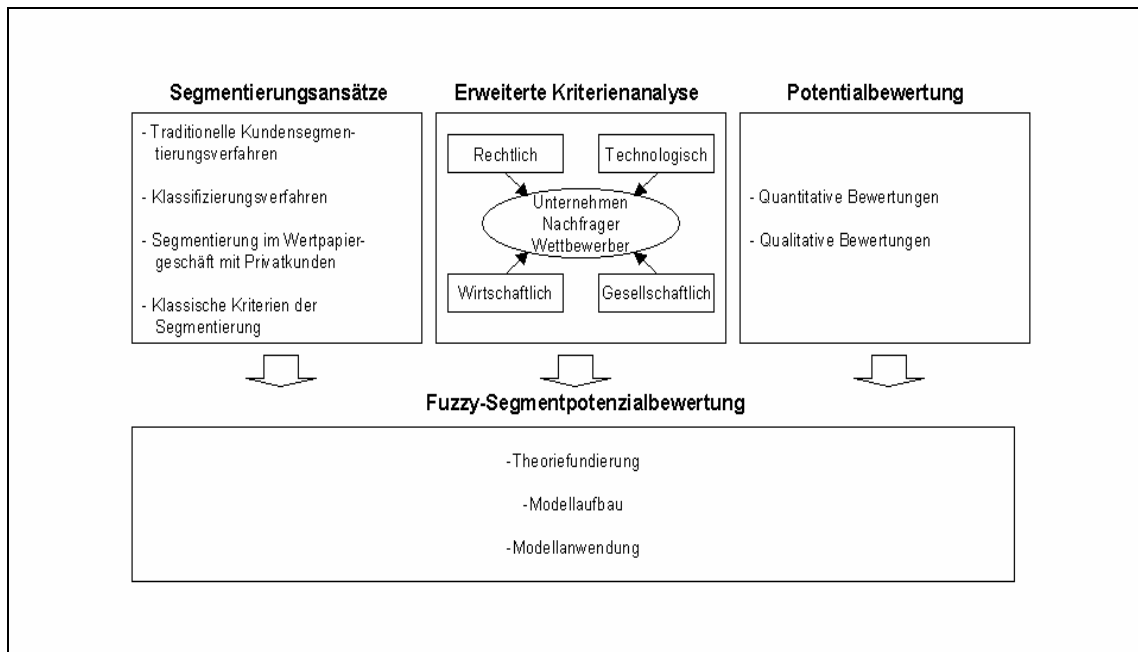 Segmentierungsansätze
- Traditionelle Kundensegmen-
tierungsverfahren
- Klassifizierungsverfahren
- Segmentierung im Wertpapier-
geschäft mit Privatkunden
- Klassische Kriterien der
Segmentierung
Erweiterte Kriterienanalyse
Rechtlich
Technologisch
Unternehmen
Nachfrager
Wettbewerber
Wirtschaftlich
Gesellschaftlich
Potentialbewertung
- Quantitative Bewertungen
- Qualitative Bewertungen
Fuzzy-Segmentpotenzialbewertung
-Theoriefundierung
-Modellaufbau
-Modellanwendung